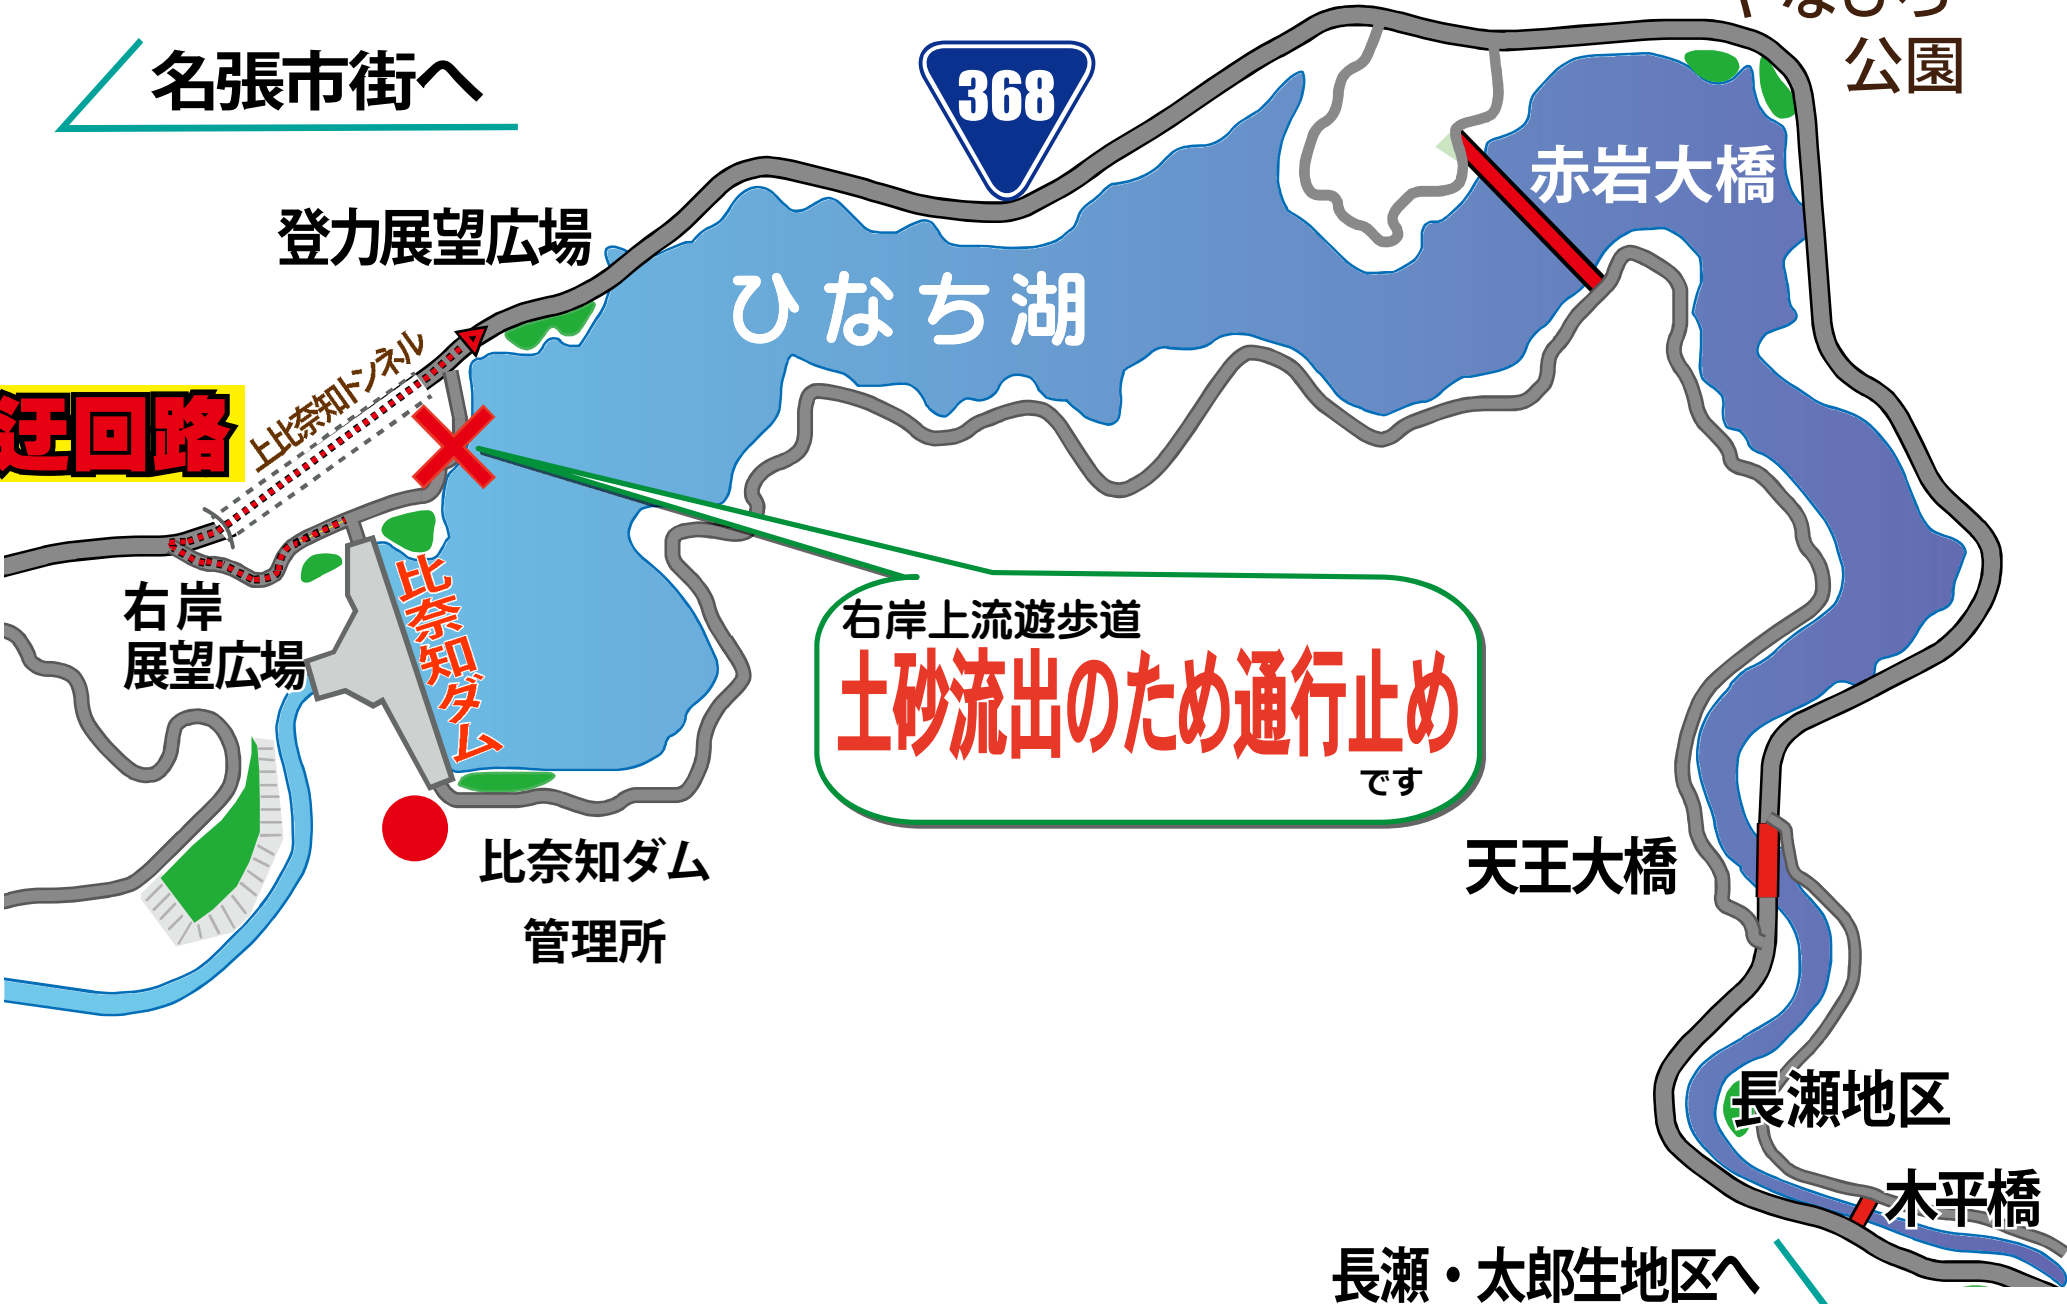 公園
名張市街へ
368
赤岩大橋
登力展望広場
ひなち湖
上比奈知トンネル
迂回路
右岸
展望広場
比奈知ダム
右岸上流遊歩道
土砂流出のため通行止め
です
比奈知ダム
管理所
天王大橋
長瀬地区
木平橋
長瀬・太郎生地区へ